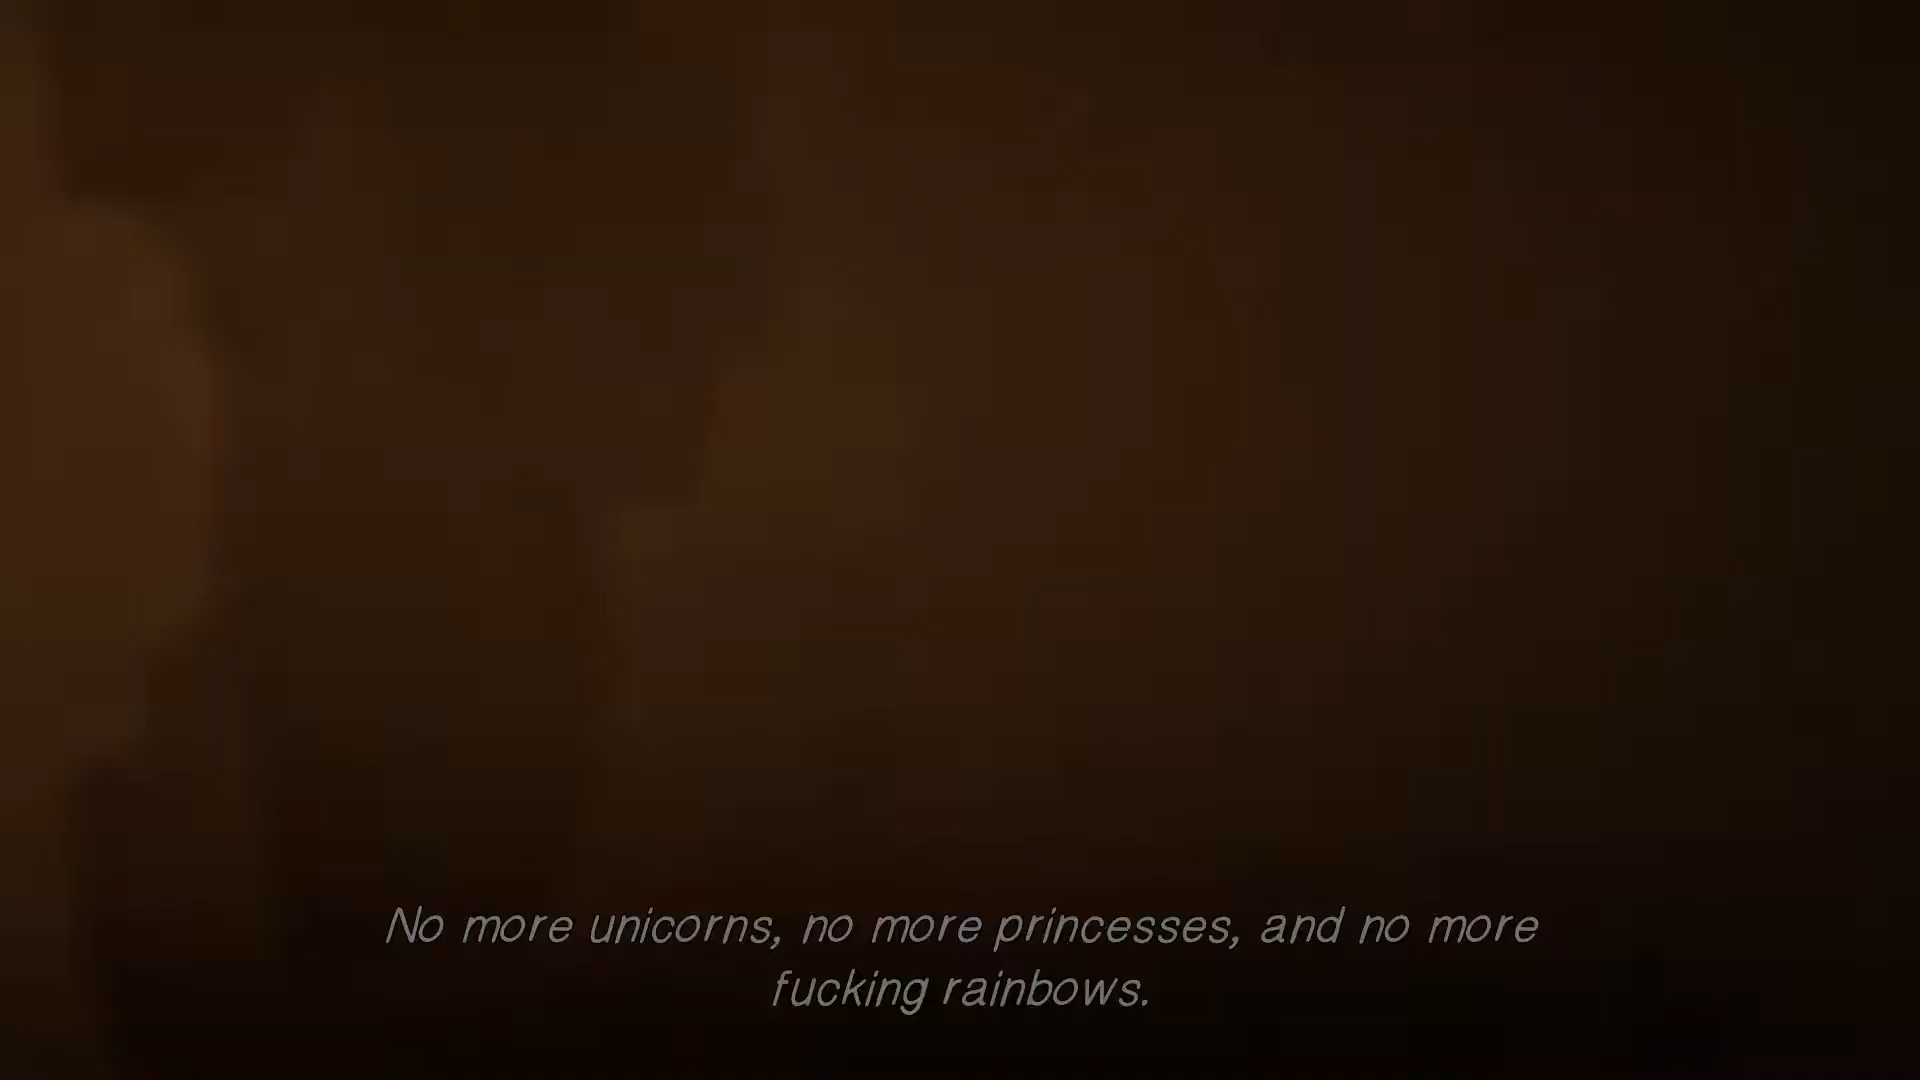 No more unicorns, no more princesses, and no more
fucking rainbows.